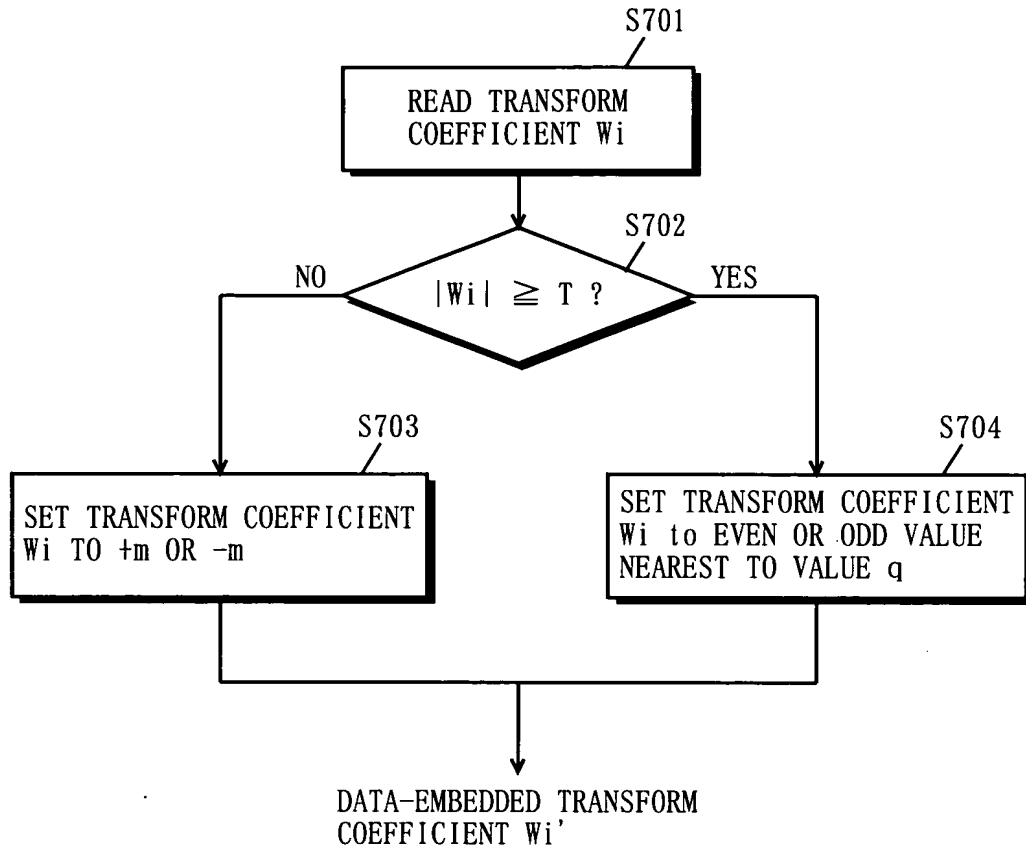 S701
READ TRANSFORM
COEFFICIENT Wi
S702
NO
|Wi| ≧ T ?
YES
S703
SET TRANSFORM COEFFICIENT
Wi TO +m OR -m
S704
SET TRANSFORM COEFFICIENT
Wi to EVEN OR ODD VALUE
NEAREST TO VALUE q
DATA-EMBEDDED TRANSFORM
COEFFICIENT Wi'